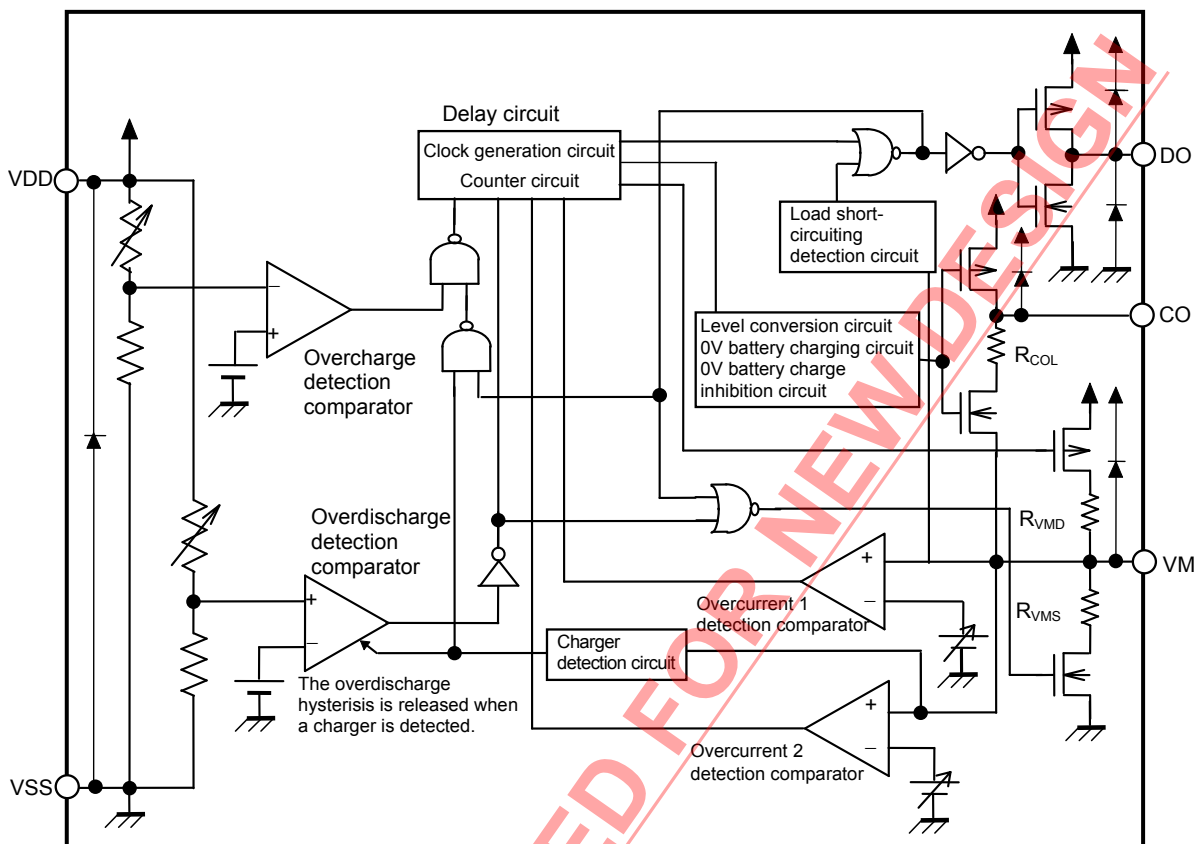 Delay circuit
Clock generation circuit
Counter circuit
VDD
DO
Load short-
circuiting
detection circuit
CO
Level conversion circuit
0V battery charging circuit
0V battery charge
inhibition circuit
RCOL
Overcharge
detection
comparator
Overdischarge
detection
comparator
RVMD
VM
Overcurrent 1
detection comparator
RVMS
Charger
detection circuit
The overdischarge
hysterisis is released when
a charger is detected.
Overcurrent 2
detection comparator
VSS
ED FOR NEW DESIGN